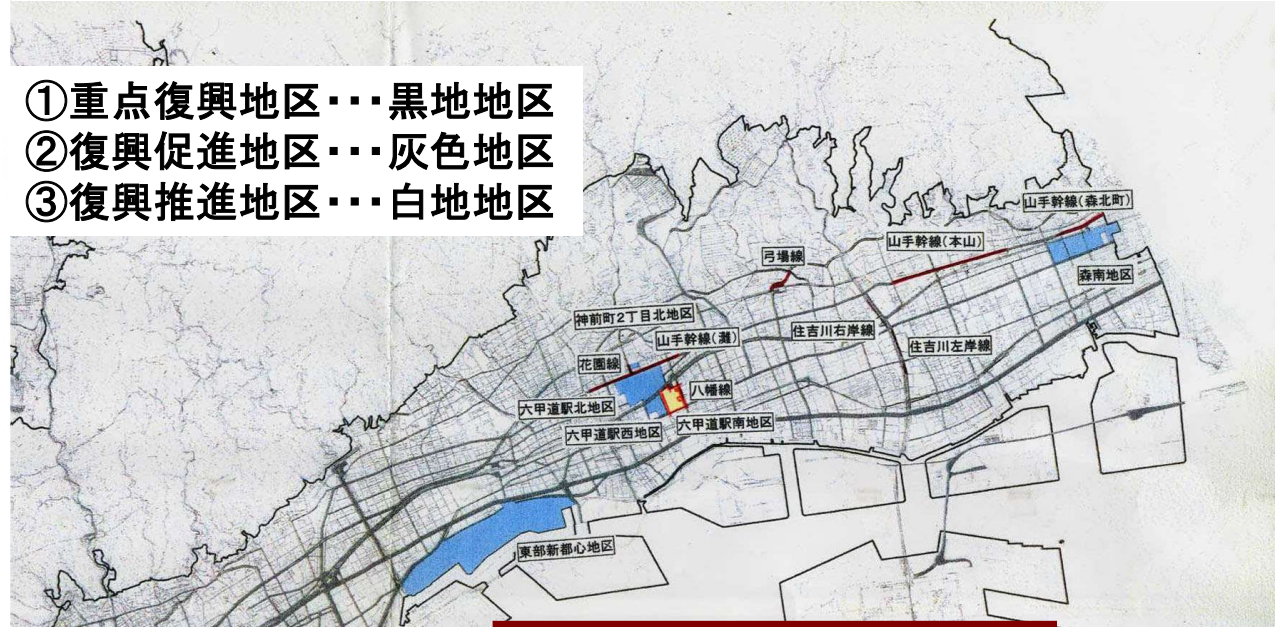 ①重点復興地区・・・黒地地区
②復興促進地区・・・灰色地区
③復興推進地区・・・白地地区
山手幹線(森北町)
山手幹線(本山)
弓場線
森南地区
神前町2丁目北地区
山手幹線(灘)
住吉川右岸線
住吉川左岸線
花園線
八幡線
六甲道駅北地区
六甲道駅西地区
六甲道駅南地区
東部新都心地区